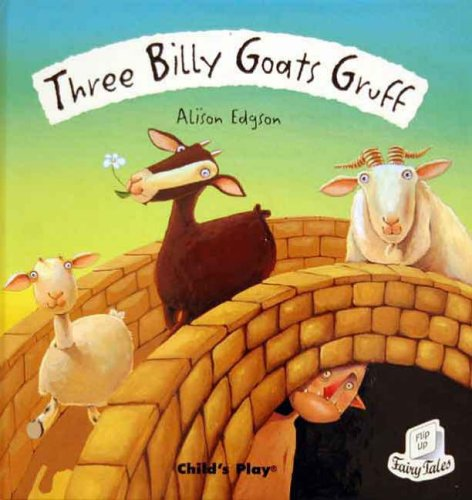 Three Billy Goats Gruff
Alison Edgson
Child's Play®
Flip
Up
Fairy Tales